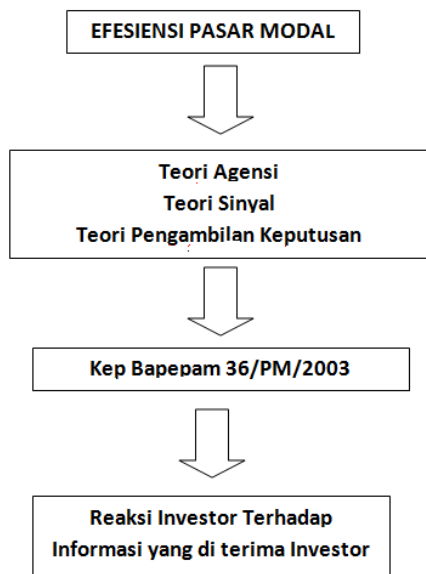 EFESIENSI PASAR MODAL
Teori Agensi
Teori Sinyal
Teori Pengambilan Keputusan
Kep Bapepam 36/PM/2003
Reaksi Investor Terhadap
Informasi yang di terima Investor